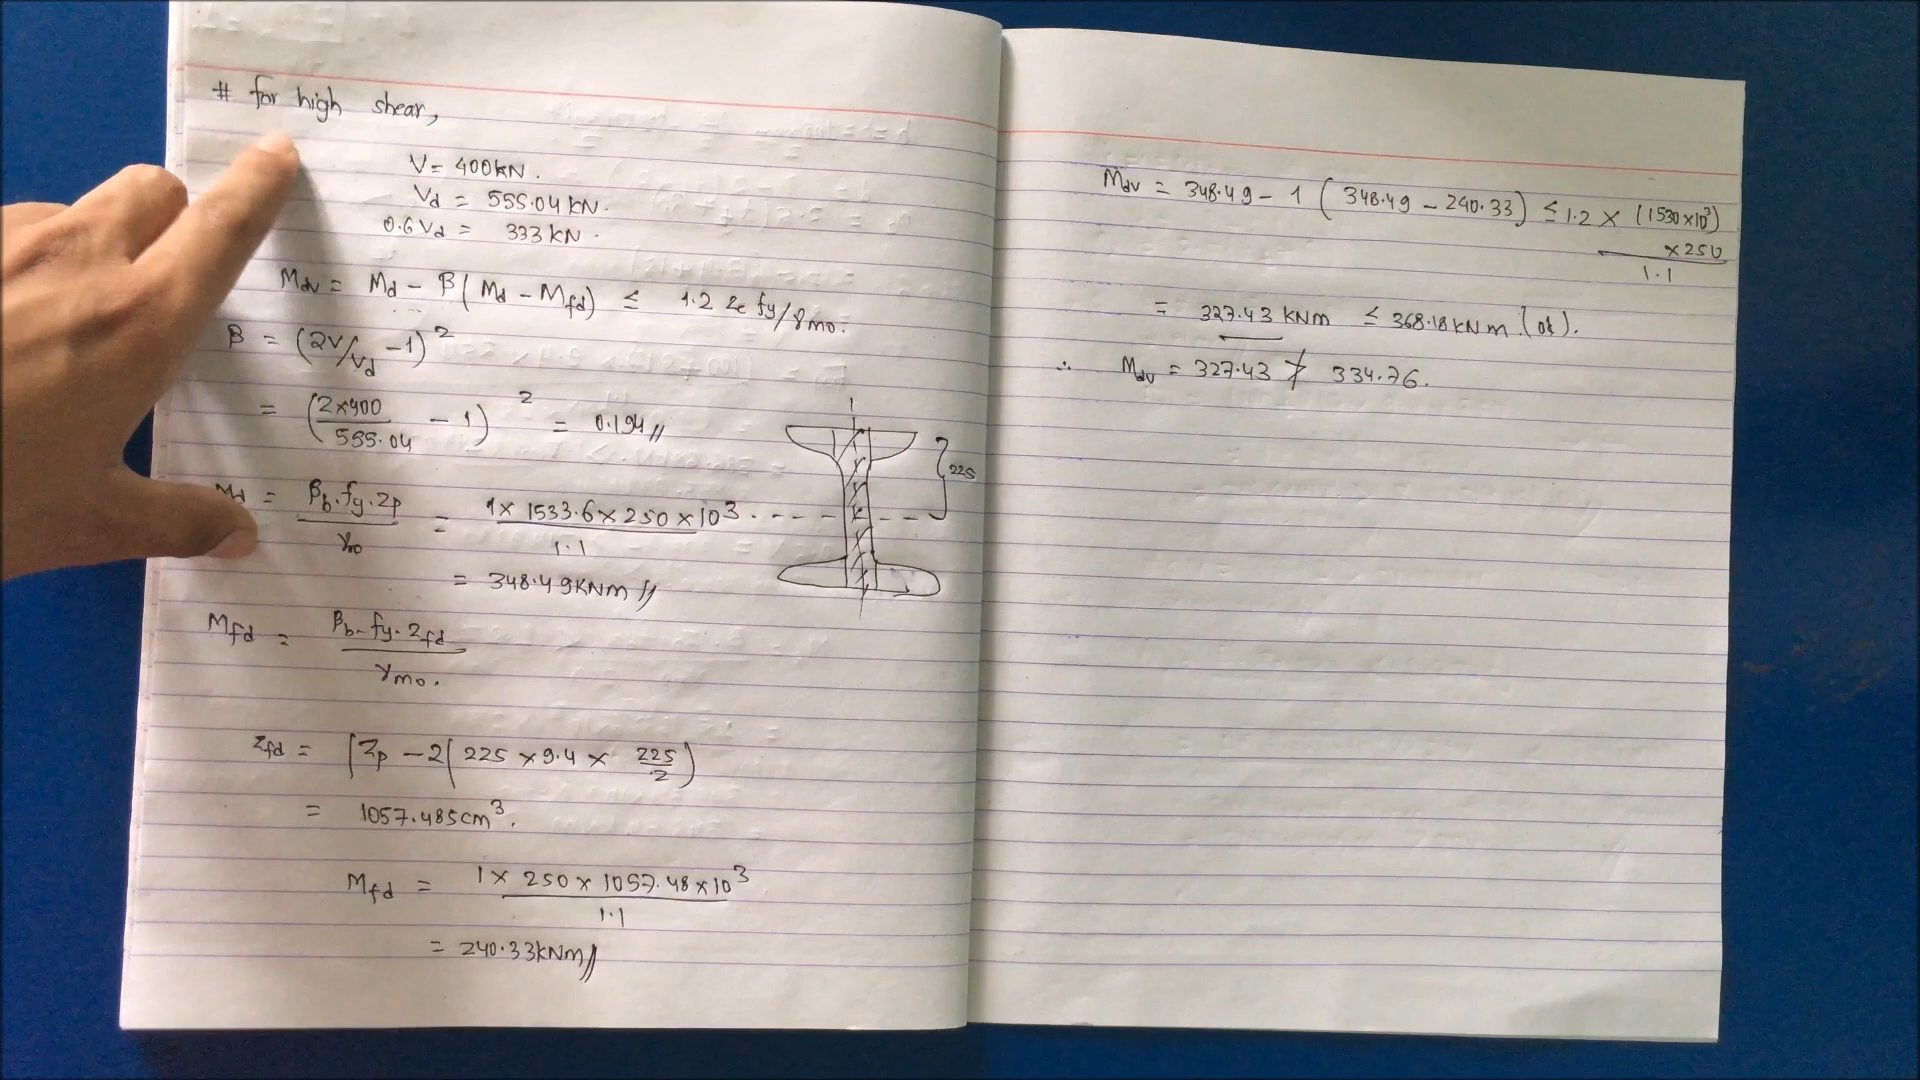 # for high shear,
V = 400kN.
Vd = 555.04 kN.
0.6 Vd = 333 kN.
Mdv = Md - β(Md - Mfd) ≤ 1.2 Ze fy/γmo.
β = (2V/Vd - 1)²
= (2×400/555.04 - 1)² = 0.194//
Md = βb.fy.Zp/γmo = 1× 1533.6×250×10³/1.1
= 348.49KNm//
Mfd = βb.fy.Zfd/γmo.
Zfd = [Zp - 2(225 × 9.4 × 225/2)
= 1057.485cm³.
Mfd = 1× 250 × 1057.48×10³/1.1
= 240.33kNm//
225
Mdv = 348.49 - 1 (348.49 - 240.33) ≤ 1.2 × (1530×10³) ×250/1.1
= 327.43 KNm ≤ 368.18 KNm (ok).
∴ Mdv = 327.43 ≯ 334.76.